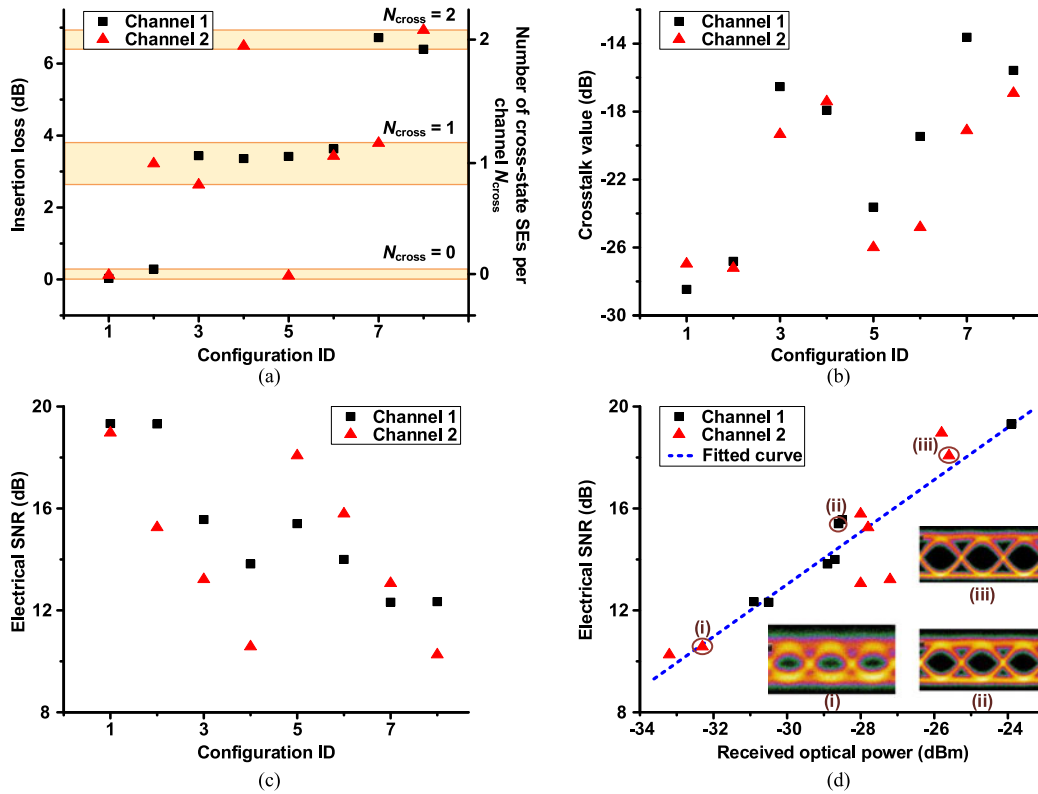 Channel 1
Channel 2
N_cross = 2
N_cross = 1
N_cross = 0
8
6
4
2
0
2
1
0
Insertion loss (dB)
Number of cross-state SEs per
channel N_cross
1
3
5
7
Configuration ID
(a)
Channel 1
Channel 2
-14
-18
-22
-26
-30
Crosstalk value (dB)
1
3
5
7
Configuration ID
(b)
Channel 1
Channel 2
20
16
12
8
Electrical SNR (dB)
1
3
5
7
Configuration ID
(c)
Channel 1
Channel 2
Fitted curve
(iii)
(ii)
(i)
(iii)
(i)
(ii)
20
16
12
8
Electrical SNR (dB)
-34
-32
-30
-28
-26
-24
Received optical power (dBm)
(d)